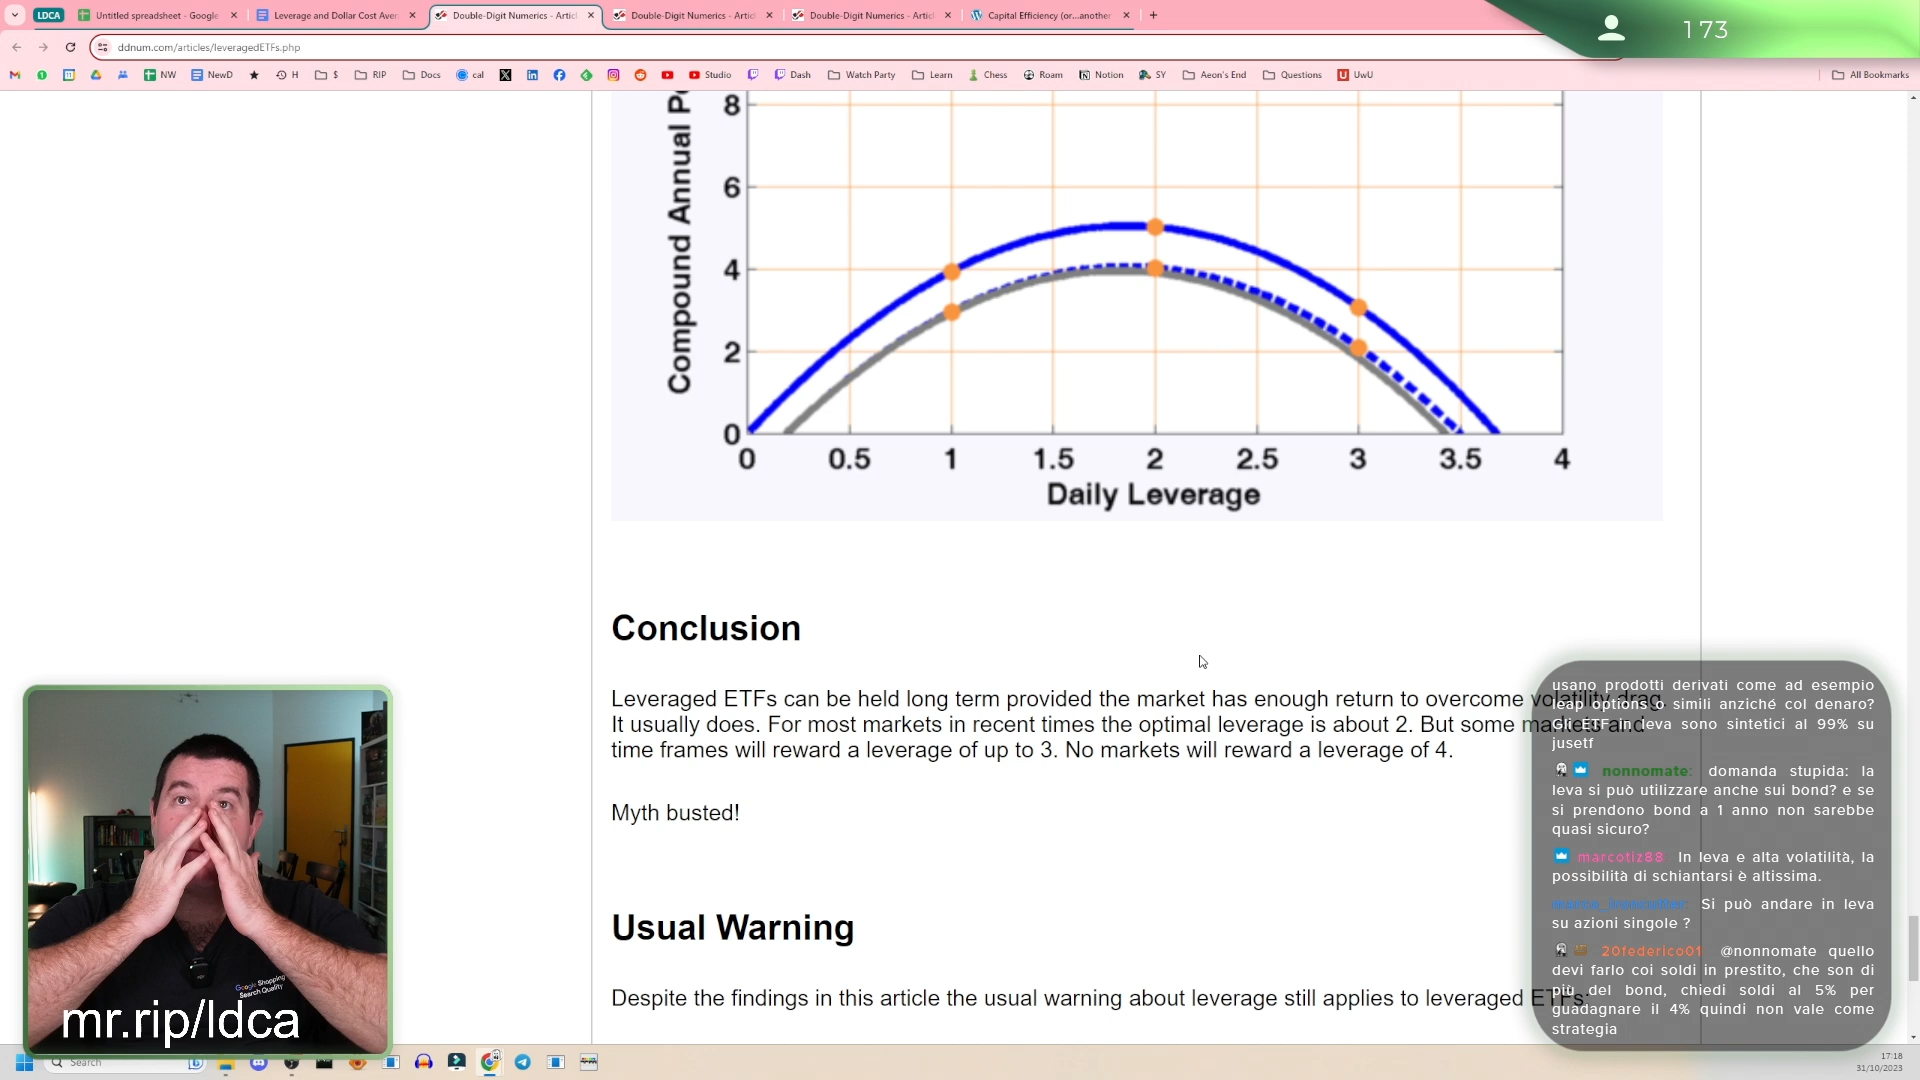 LDCA
Untitled spreadsheet - Google
Leverage and Dollar Cost Aver
Double-Digit Numerics - Articl
Double-Digit Numerics - Articl
Double-Digit Numerics - Articl
Capital Efficiency (or...another
173
ddnum.com/articles/leveragedETFs.php
NW
NewD
H
$
RIP
Docs
cal
Studio
Dash
Watch Party
Learn
Chess
Roam
Notion
SY
Aeon's End
Questions
UwU
All Bookmarks
Compound Annual
8
6
4
2
0
0 0.5 1 1.5 2 2.5 3 3.5 4
Daily Leverage
Conclusion
Leveraged ETFs can be held long term provided the market has enough return to overcome volatility drag.
It usually does. For most markets in recent times the optimal leverage is about 2. But some markets and
time frames will reward a leverage of up to 3. No markets will reward a leverage of 4.
Myth busted!
Usual Warning
Despite the findings in this article the usual warning about leverage still applies to leveraged ETFs:
usano prodotti derivati come ad esempio
leap options o simili anziché col denaro?
Gli ETF in leva sono sintetici al 99% su
jusetf
nonnomate: domanda stupida: la
leva si può utilizzare anche sui bond? e se
si prendono bond a 1 anno non sarebbe
quasi sicuro?
marcotiz88 In leva e alta volatilità, la
possibilità di schiantarsi è altissima.
Si può andare in leva
su azioni singole ?
20federico01 @nonnomate quello
devi farlo coi soldi in prestito, che son di
più del bond, chiedi soldi al 5% per
guadagnare il 4% quindi non vale come
strategia
Google Shopping
Search Quality
mr.rip/ldca
Search
17:18
31/10/2023